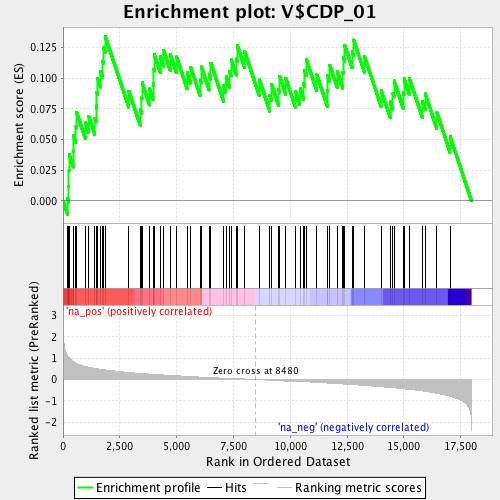 Enrichment plot: V$CDP_01
Enrichment score (ES)
0.125
0.100
0.075
0.050
0.025
0.000
Ranked list metric (PreRanked)
3
2
1
0
-1
-2
'na_pos' (positively correlated)
Zero cross at 8480
'na_neg' (negatively correlated)
0
2,500
5,000
7,500
10,000
12,500
15,000
17,500
Rank in Ordered Dataset
Enrichment profile
Hits
Ranking metric scores